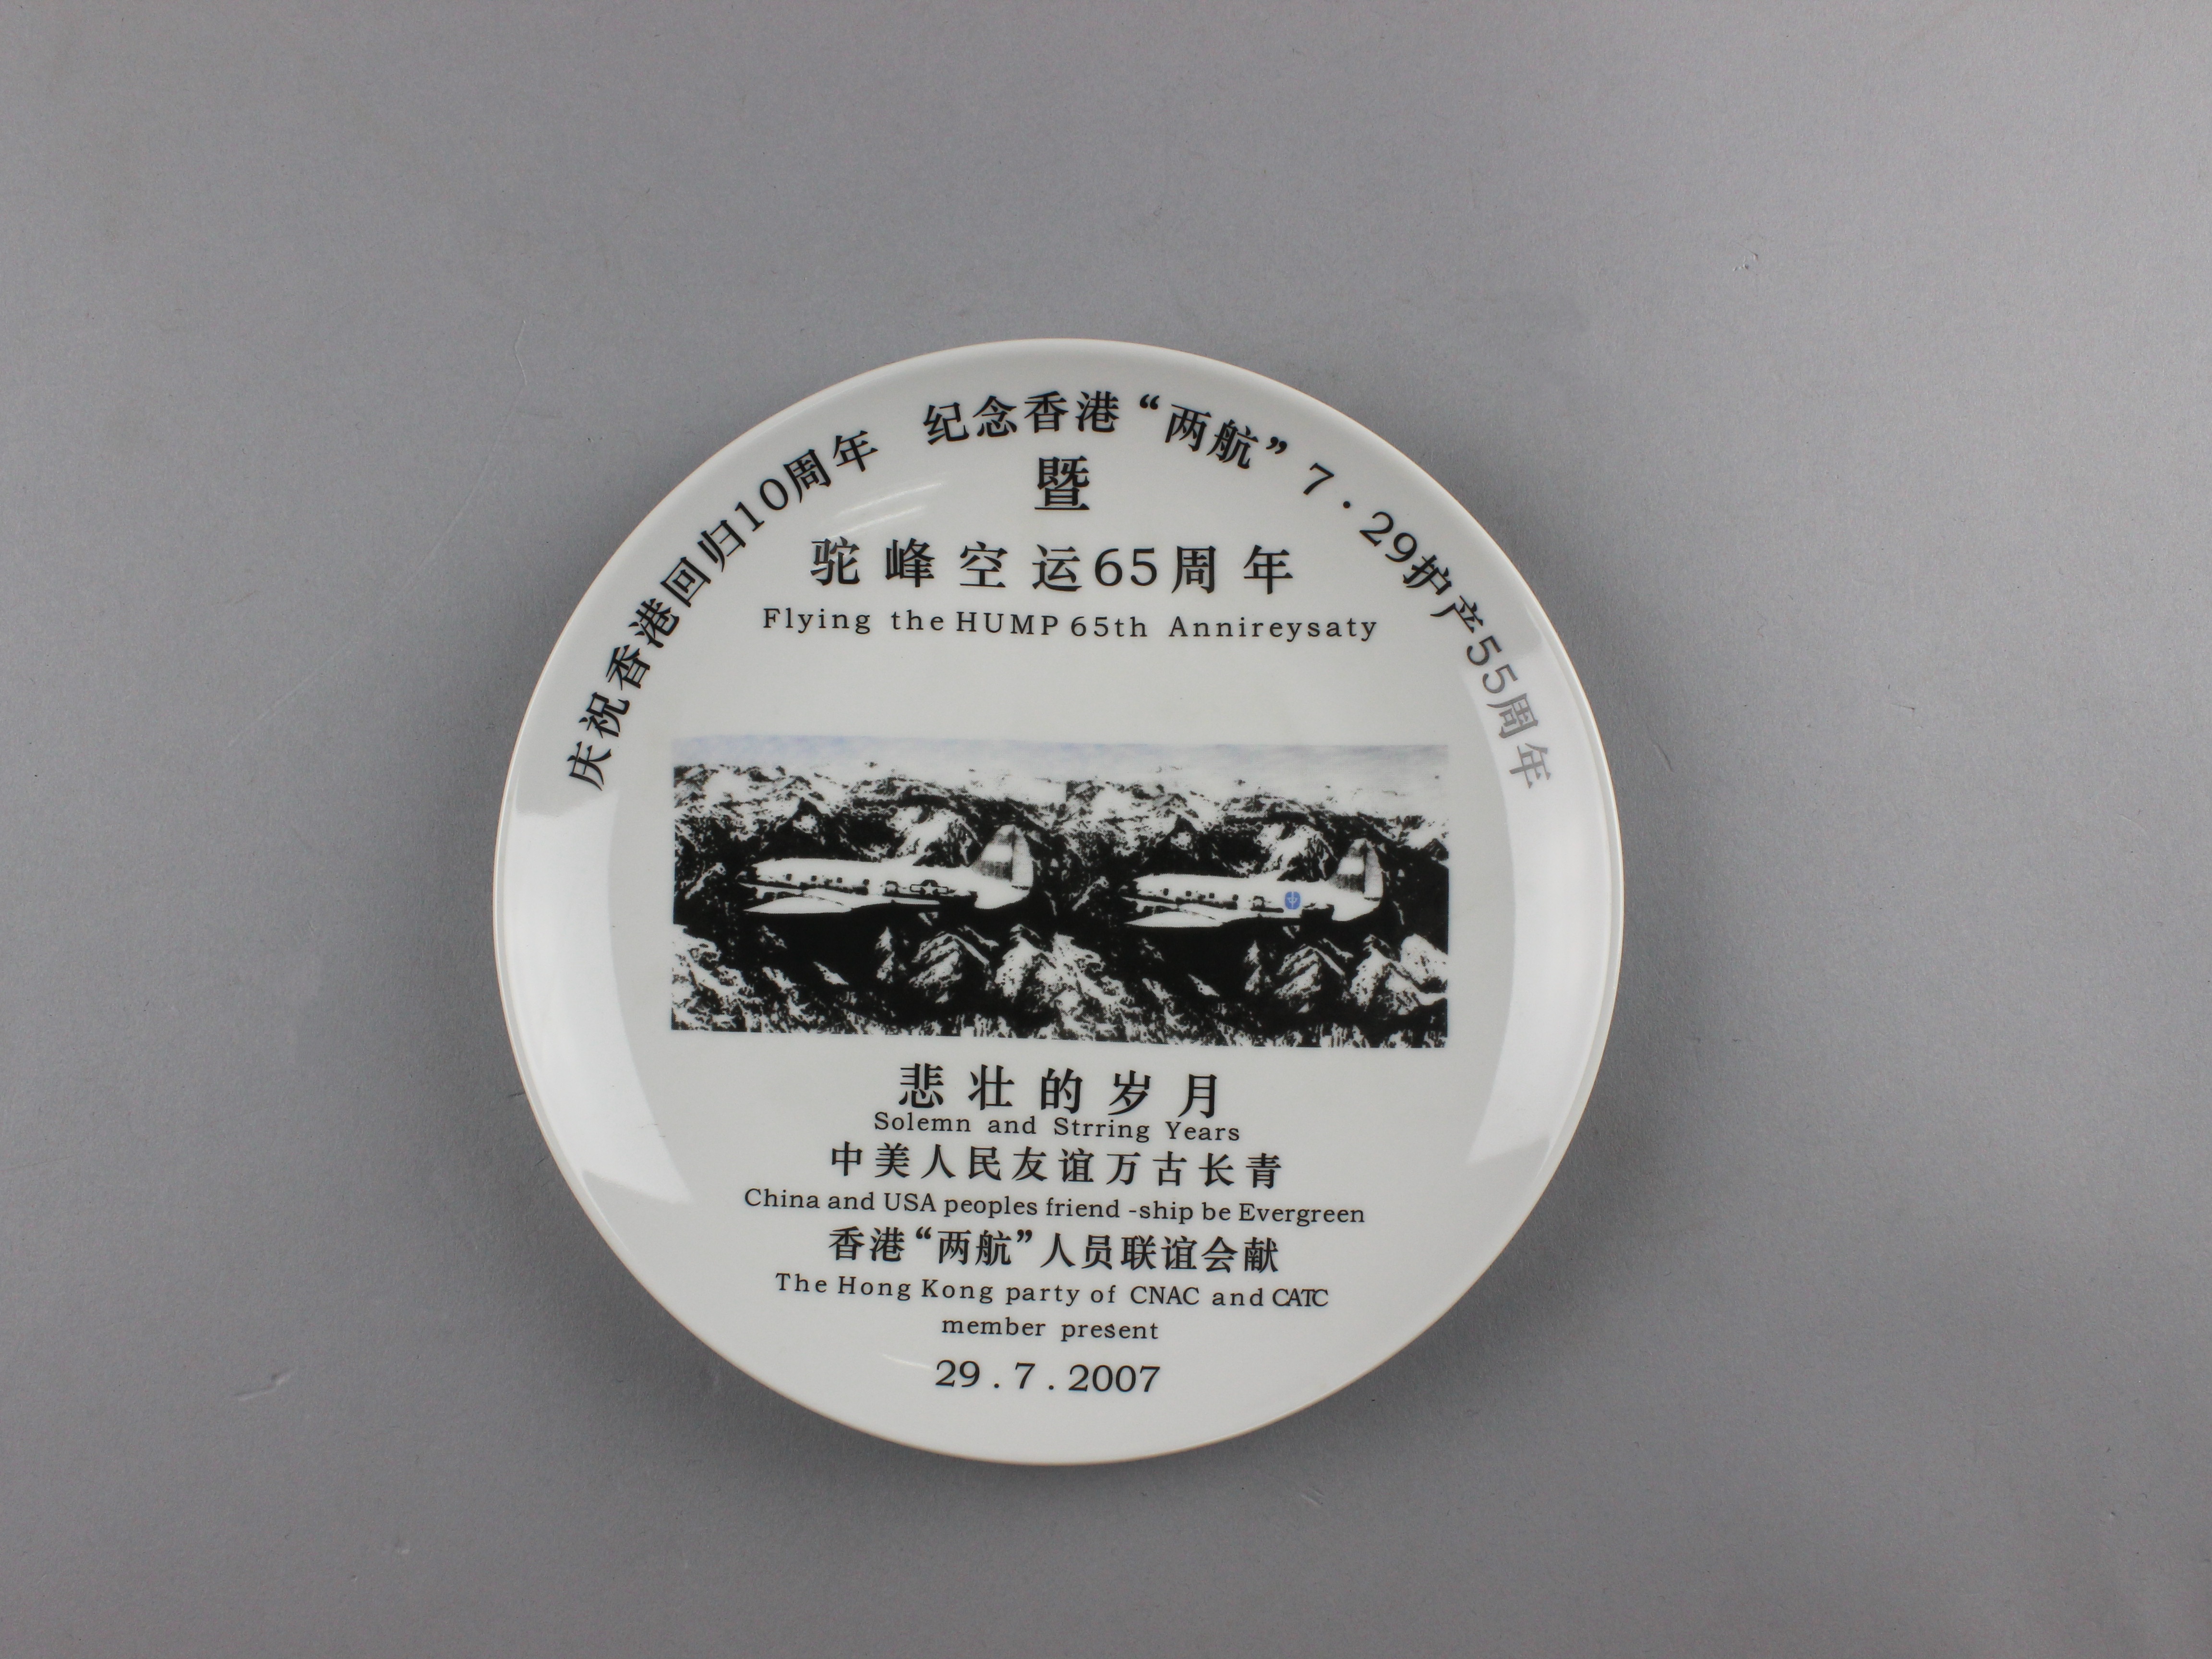 庆祝香港回归10周年 纪念香港“两航”7·29护产55周年
暨
驼峰空运65周年
Flying the HUMP 65th Annireysaty
悲壮的岁月
Solemn and Strring Years
中美人民友谊万古长青
China and USA peoples friend -ship be Evergreen
香港“两航”人员联谊会献
The Hong Kong party of CNAC and CATC
member present
29.7.2007